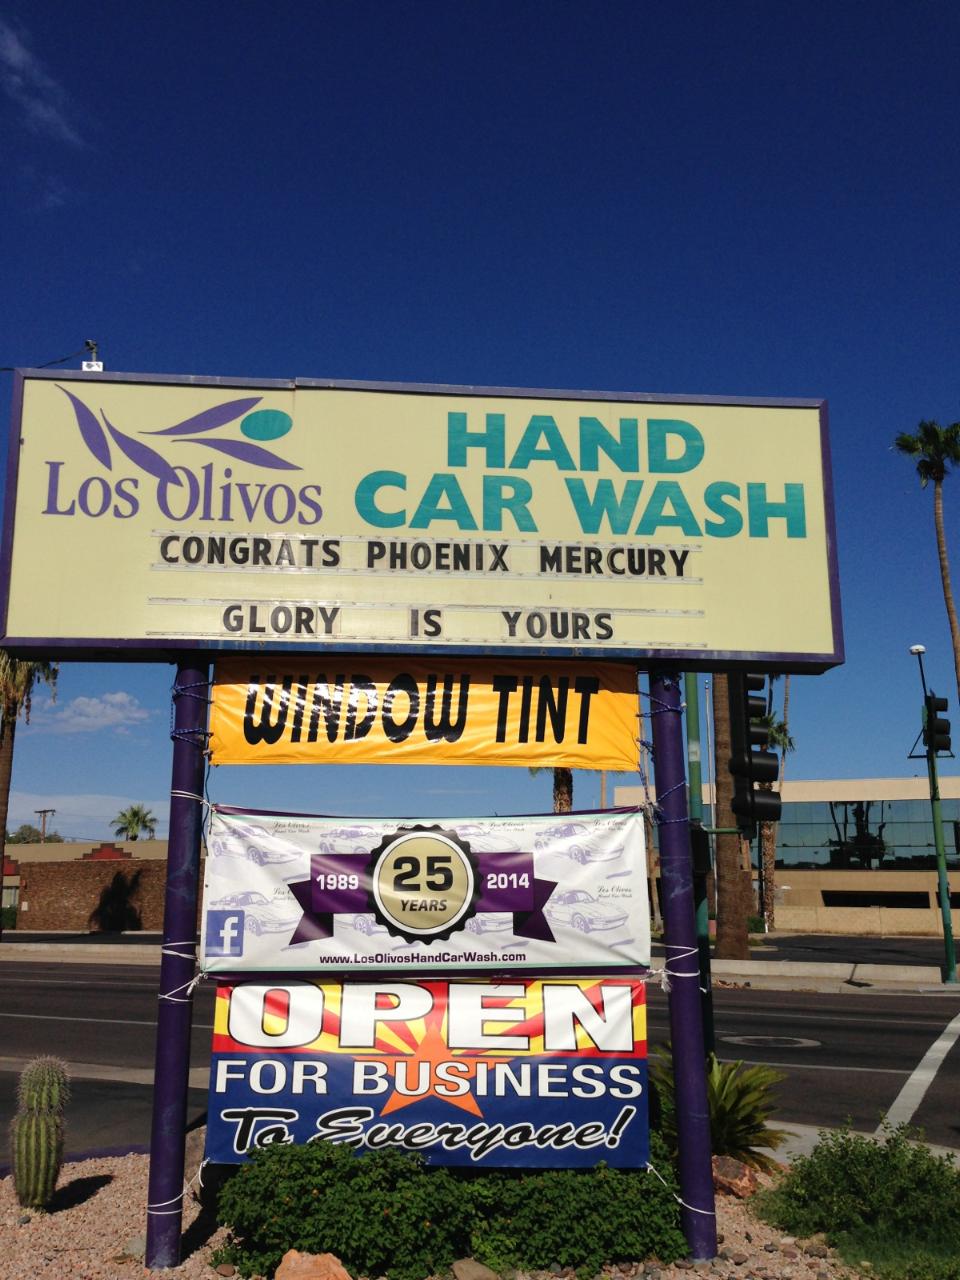 Los Olivos
HAND
CAR WASH
CONGRATS PHOENIX MERCURY
GLORY IS YOURS
WINDOW TINT
1989
25
YEARS
2014
f
www.LosOlivosHandCarWash.com
OPEN
FOR BUSINESS
To Everyone!